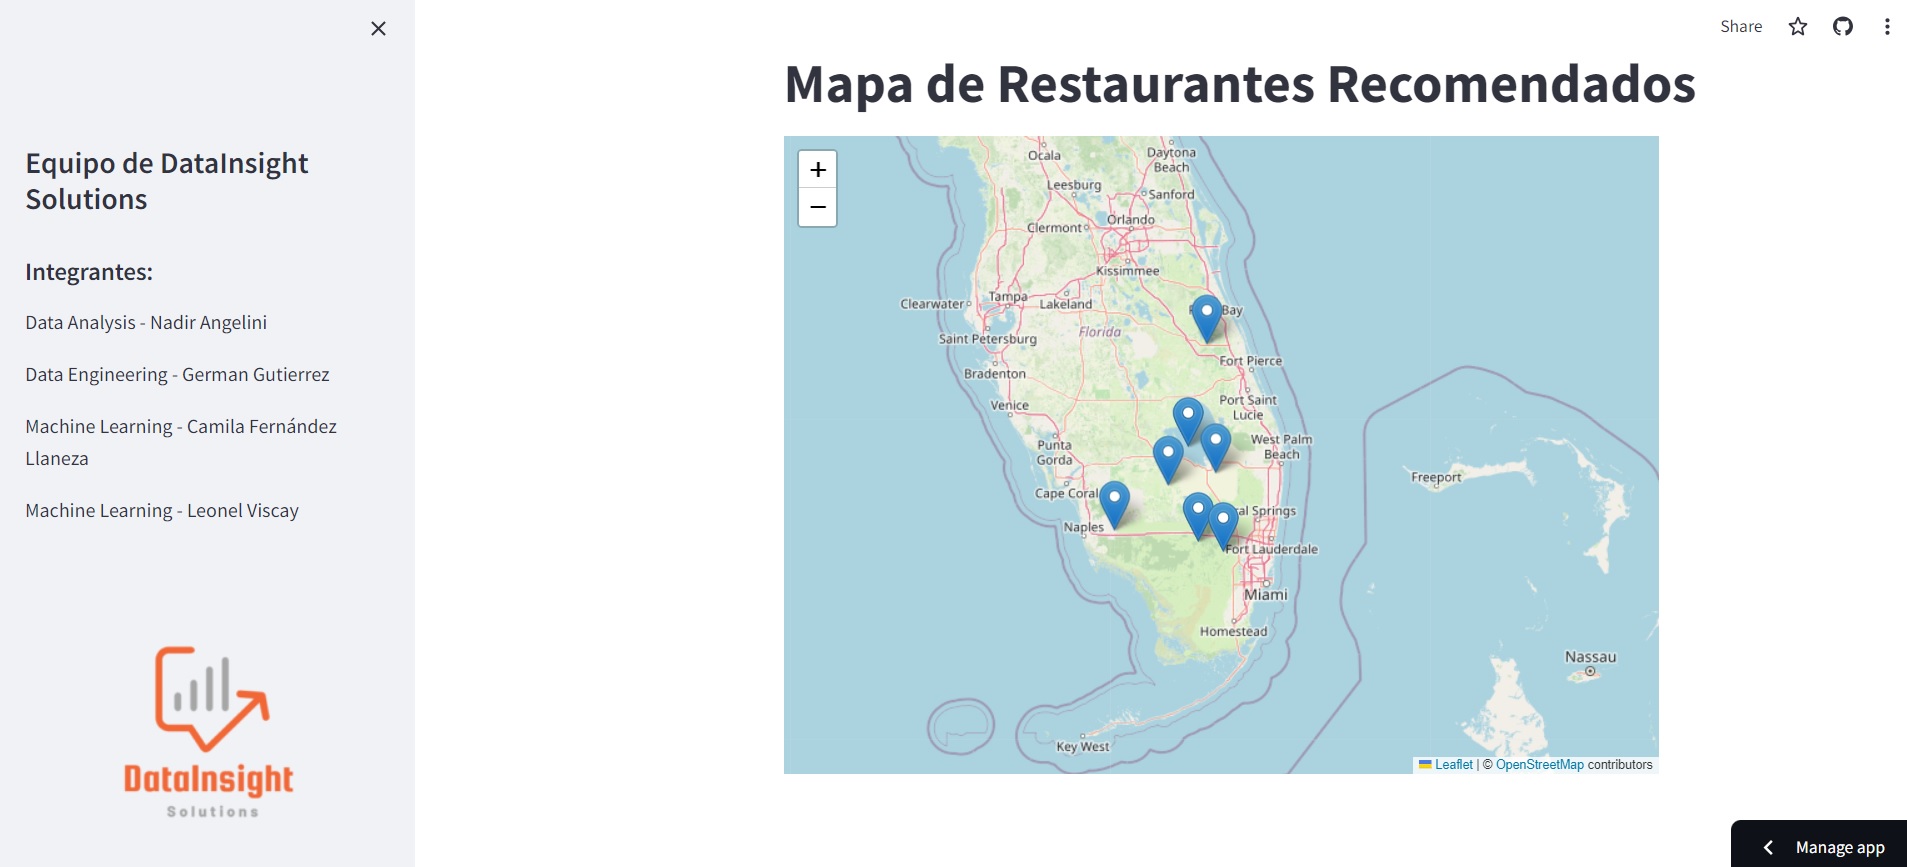 Share
Equipo de DataInsight
Solutions
Integrantes:
Data Analysis - Nadir Angelini
Data Engineering - German Gutierrez
Machine Learning - Camila Fernández
Llaneza
Machine Learning - Leonel Viscay
DataInsight
Solutions
Mapa de Restaurantes Recomendados
+
−
Ocala
Daytona
Beach
Leesburg
Sanford
Orlando
Clermont
Kissimmee
Clearwater
Tampa
Lakeland
Bay
Florida
Saint Petersburg
Fort Pierce
Bradenton
Port Saint
Lucie
Venice
Punta
Gorda
West Palm
Beach
Freeport
Cape Coral
al Springs
Naples
Fort Lauderdale
Miami
Homestead
Nassau
Key West
Leaflet | © OpenStreetMap contributors
Manage app